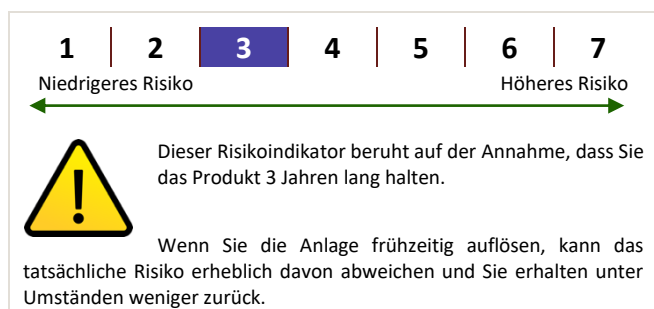 1 2 3 4 5 6 7
Niedrigeres Risiko Höheres Risiko
Dieser Risikoindikator beruht auf der Annahme, dass Sie
das Produkt 3 Jahren lang halten.
Wenn Sie die Anlage frühzeitig auflösen, kann das
tatsächliche Risiko erheblich davon abweichen und Sie erhalten unter
Umständen weniger zurück.